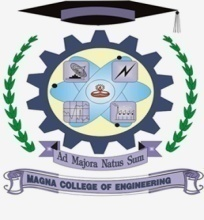 Ad Majora Natus Sum
MAGNA COLLEGE OF ENGINEERING